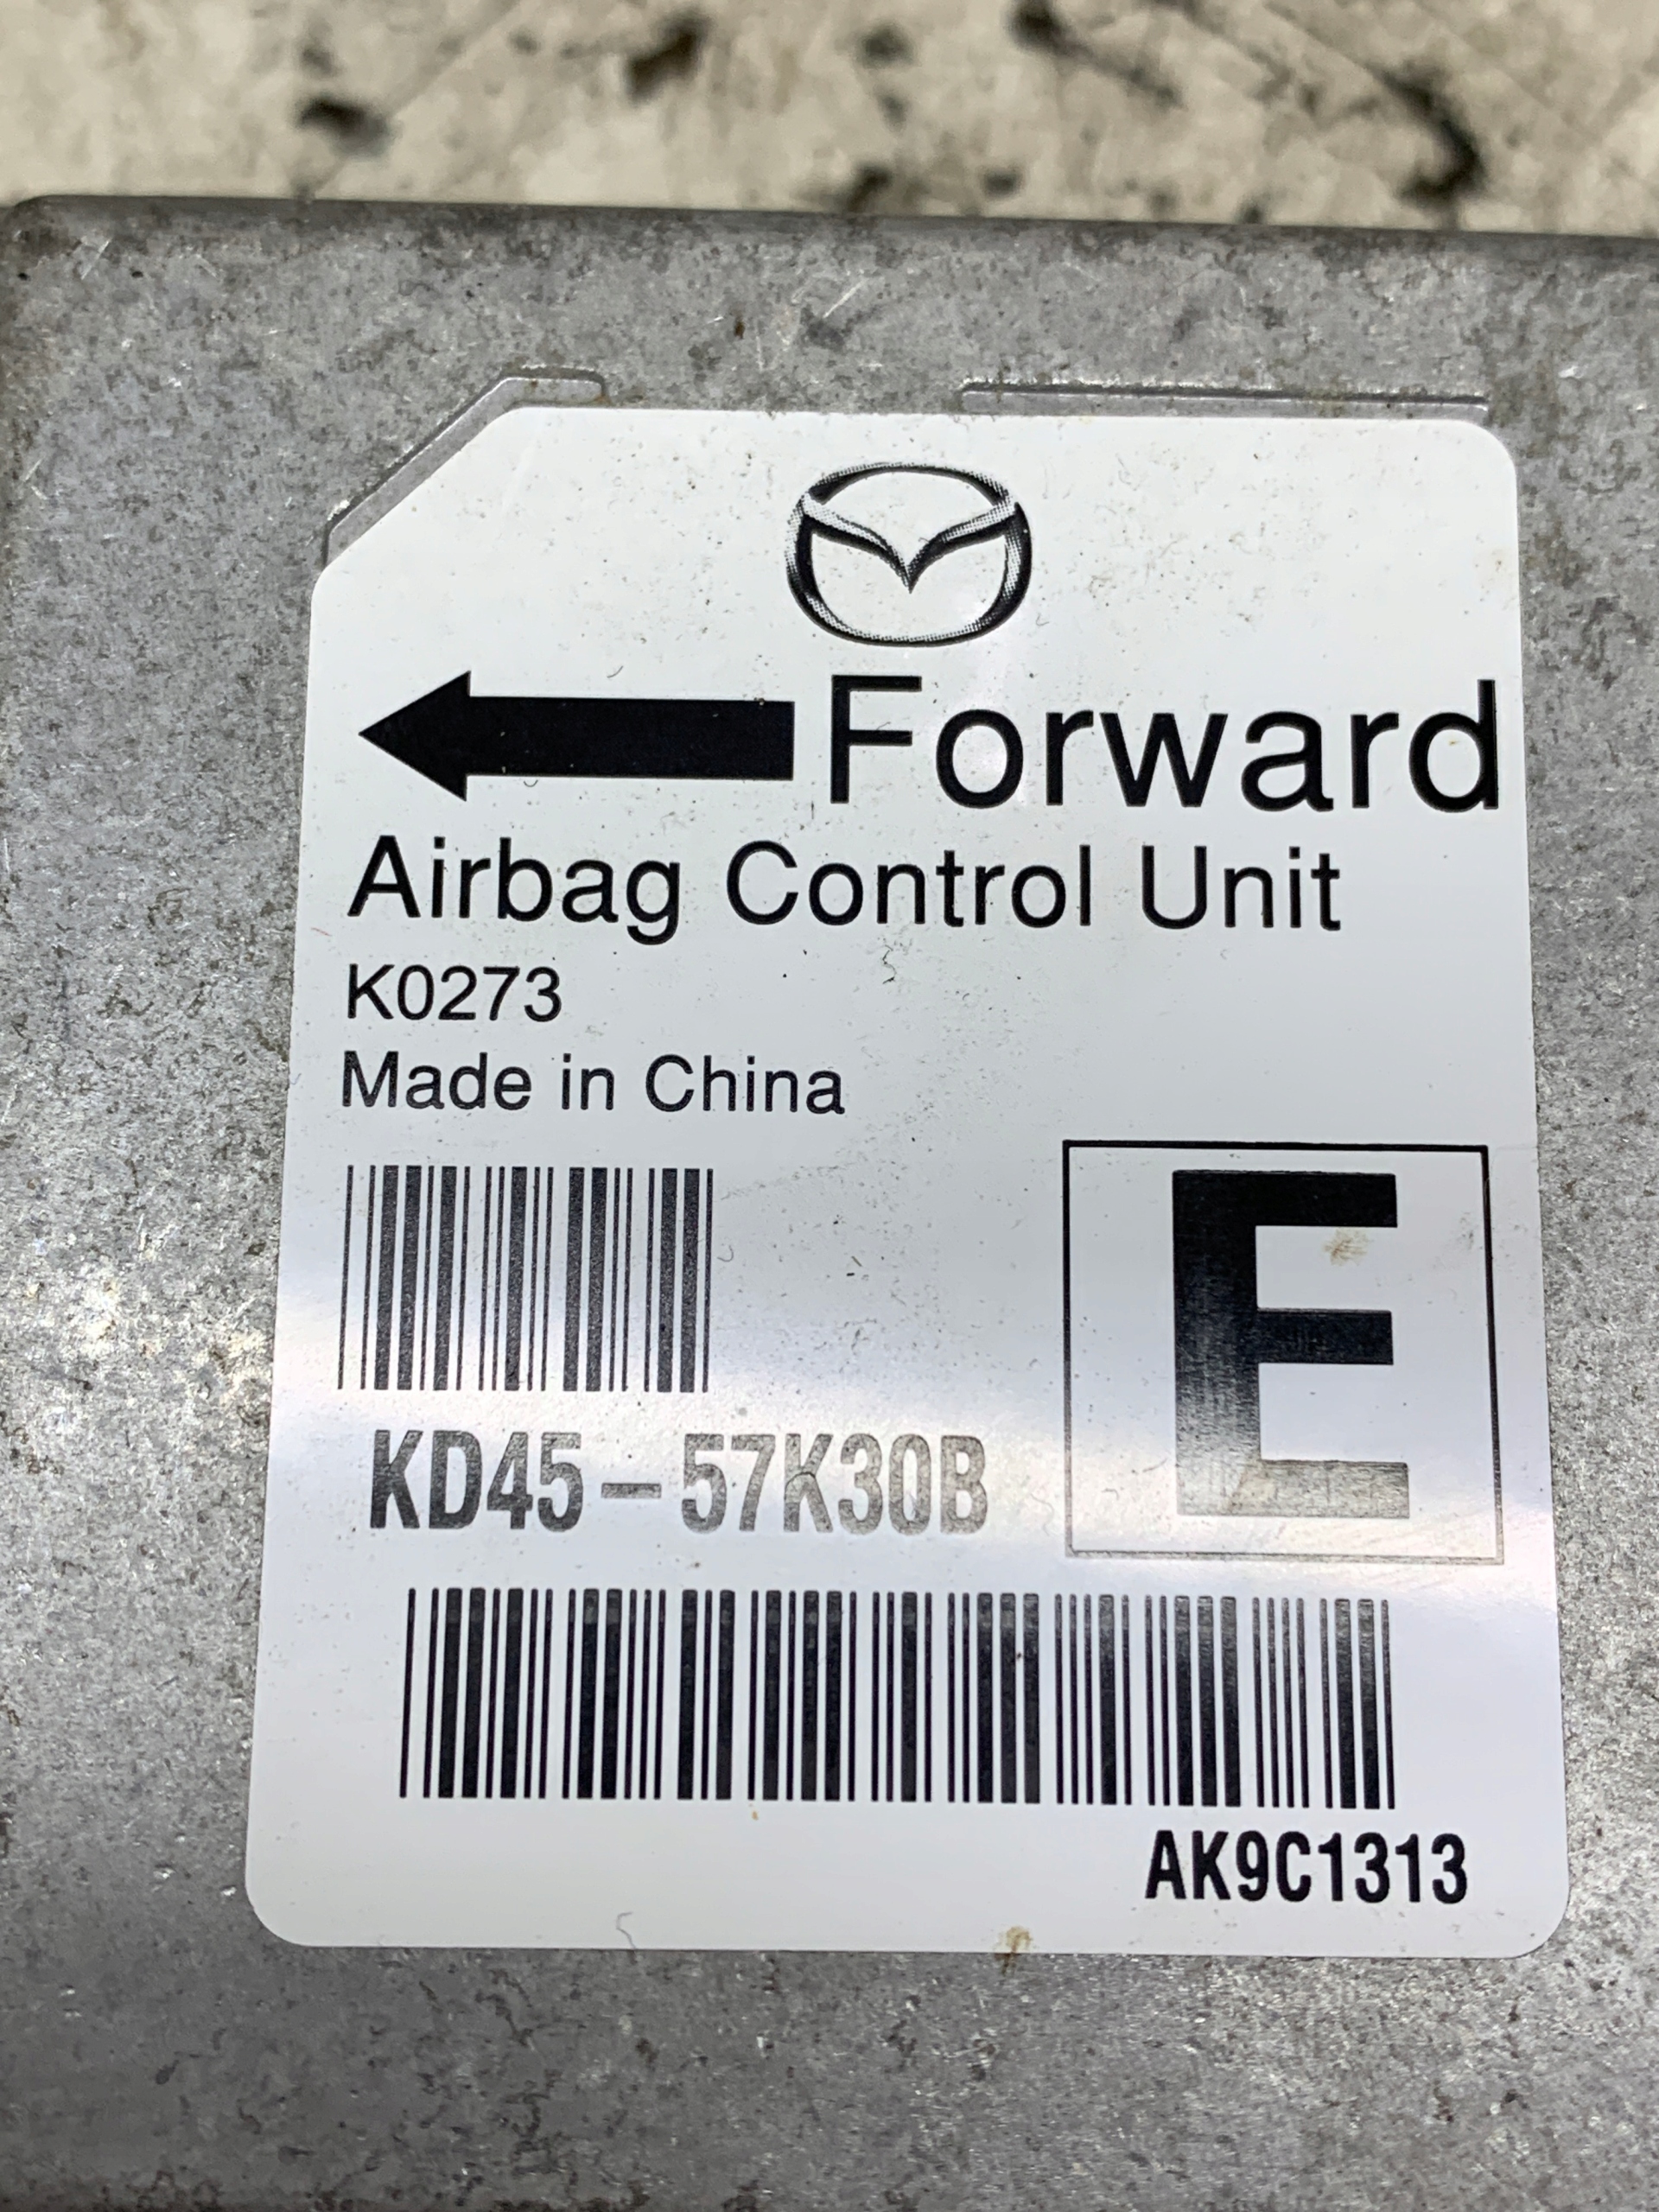 Forward
Airbag Control Unit
K0273
Made in China
E
KD45-57K30B
AK9C1313